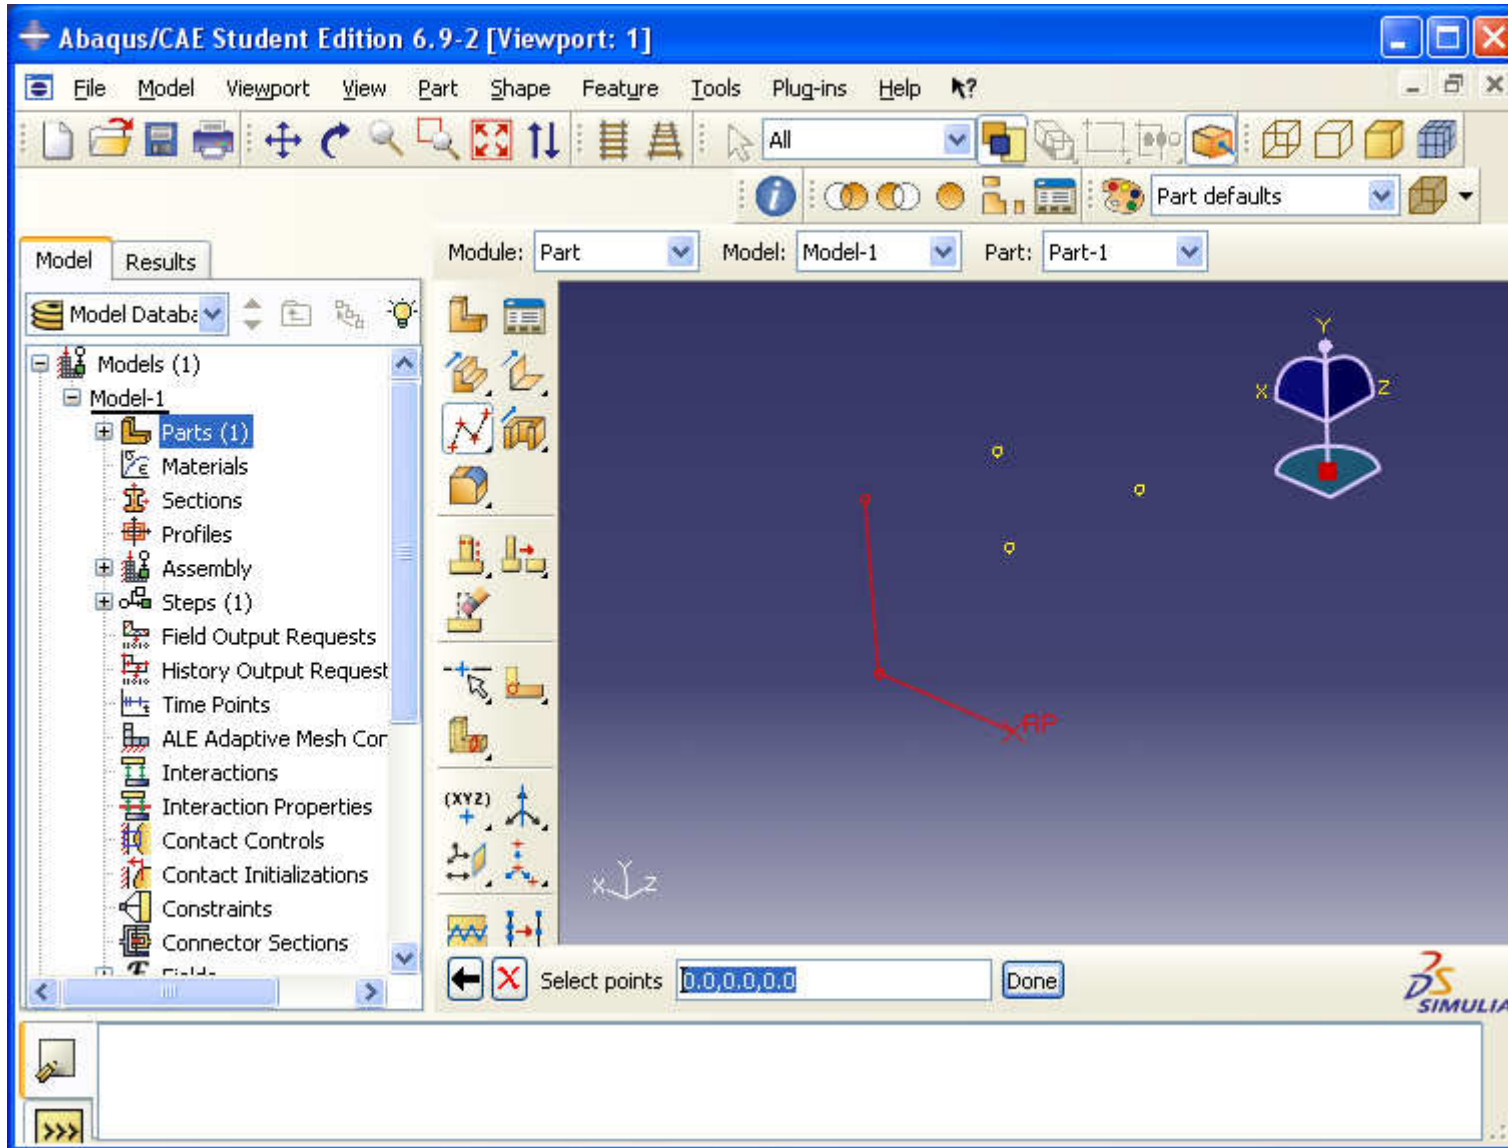 Abaqus/CAE Student Edition 6.9-2 [Viewport: 1]
File Model Viewport View Part Shape Feature Tools Plug-ins Help ?
All
Part defaults
Model Results
Module: Part Model: Model-1 Part: Part-1
Model Databa
Models (1)
Model-1
Parts (1)
Materials
Sections
Profiles
Assembly
Steps (1)
Field Output Requests
History Output Request
Time Points
ALE Adaptive Mesh Cor
Interactions
Interaction Properties
Contact Controls
Contact Initializations
Constraints
Connector Sections
(XYZ)
Y
X
Z
RP
Y
X
Z
Select points 0.0,0.0,0.0 Done
SIMULIA
>>>